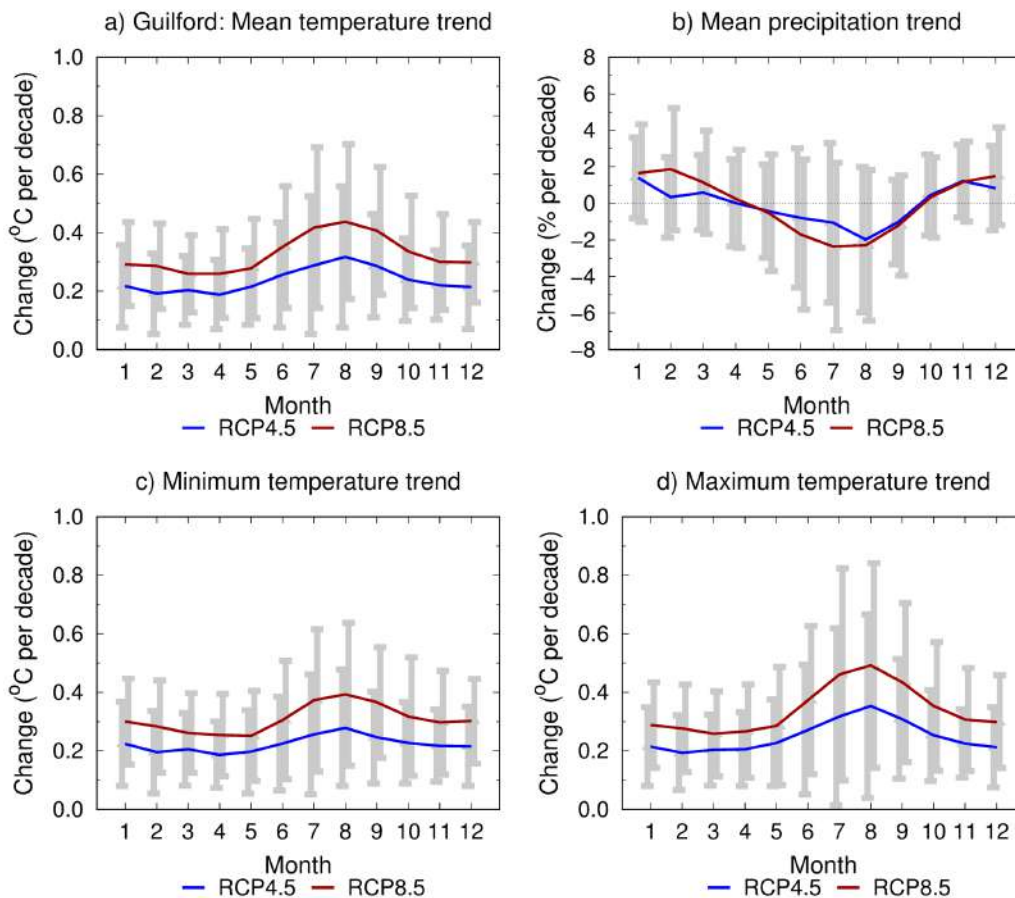 a) Guilford: Mean temperature trend
Change (°C per decade)
1.0
0.8
0.6
0.4
0.2
0.0
1 2 3 4 5 6 7 8 9 10 11 12
Month
RCP4.5 RCP8.5
b) Mean precipitation trend
Change (% per decade)
8
6
4
2
0
−2
−4
−6
−8
1 2 3 4 5 6 7 8 9 10 11 12
Month
RCP4.5 RCP8.5
c) Minimum temperature trend
Change (°C per decade)
1.0
0.8
0.6
0.4
0.2
0.0
1 2 3 4 5 6 7 8 9 10 11 12
Month
RCP4.5 RCP8.5
d) Maximum temperature trend
Change (°C per decade)
1.0
0.8
0.6
0.4
0.2
0.0
1 2 3 4 5 6 7 8 9 10 11 12
Month
RCP4.5 RCP8.5